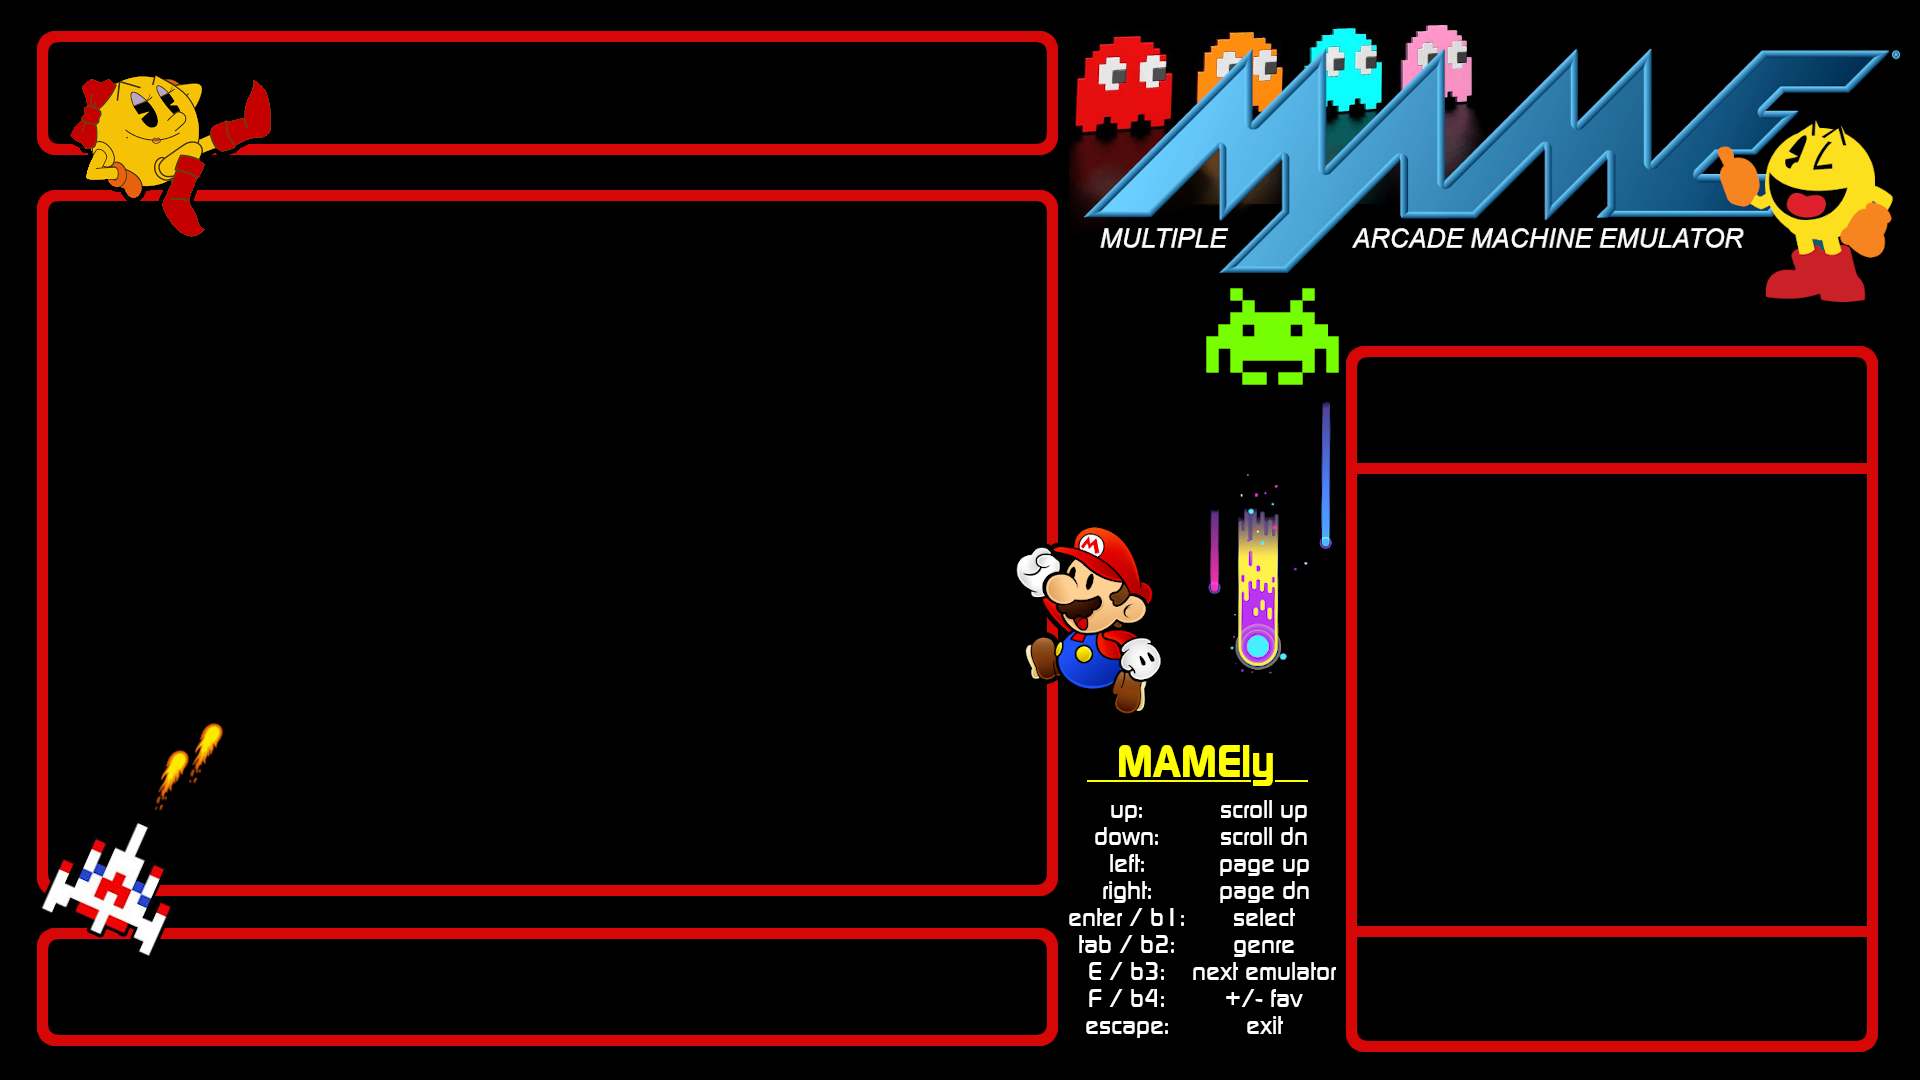 MAME
MULTIPLE ARCADE MACHINE EMULATOR
M
MAMEly
up: scroll up
down: scroll dn
left: page up
right: page dn
enter / b1: select
tab / b2: genre
E / b3: next emulator
F / b4: +/- fav
escape: exit